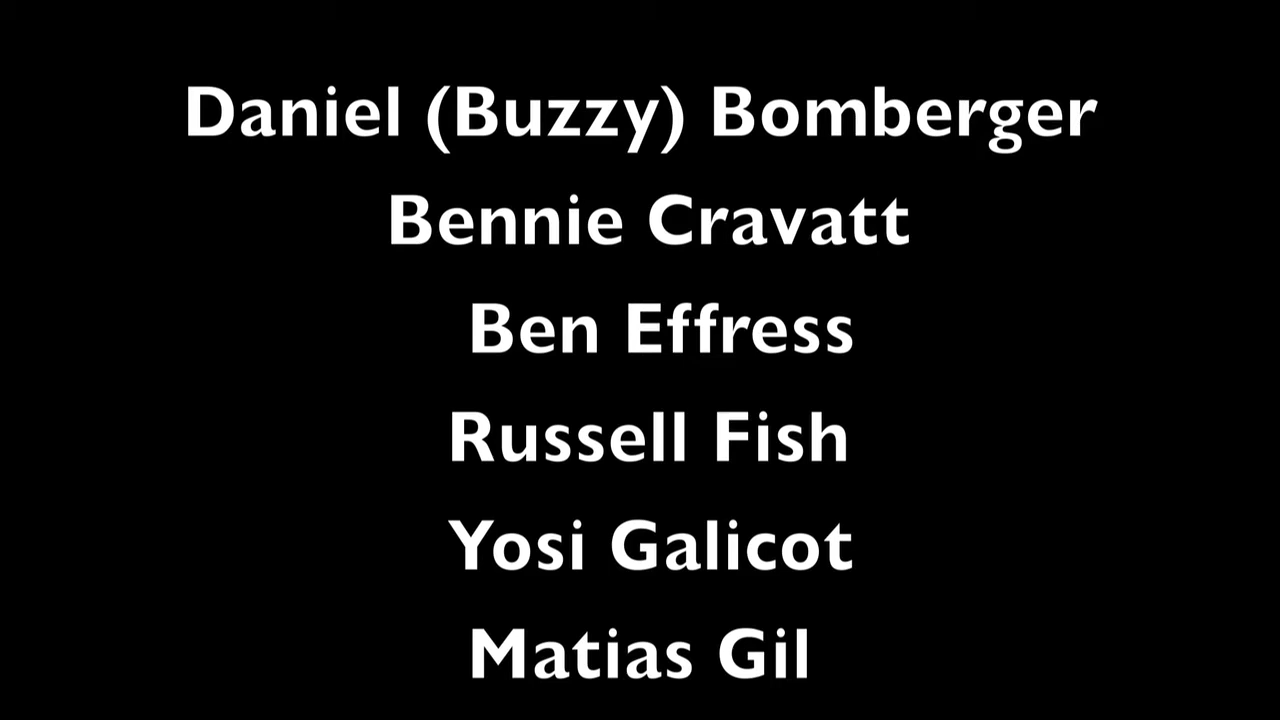 Daniel (Buzzy) Bomberger
Bennie Cravatt
Ben Effress
Russell Fish
Yosi Galicot
Matias Gil